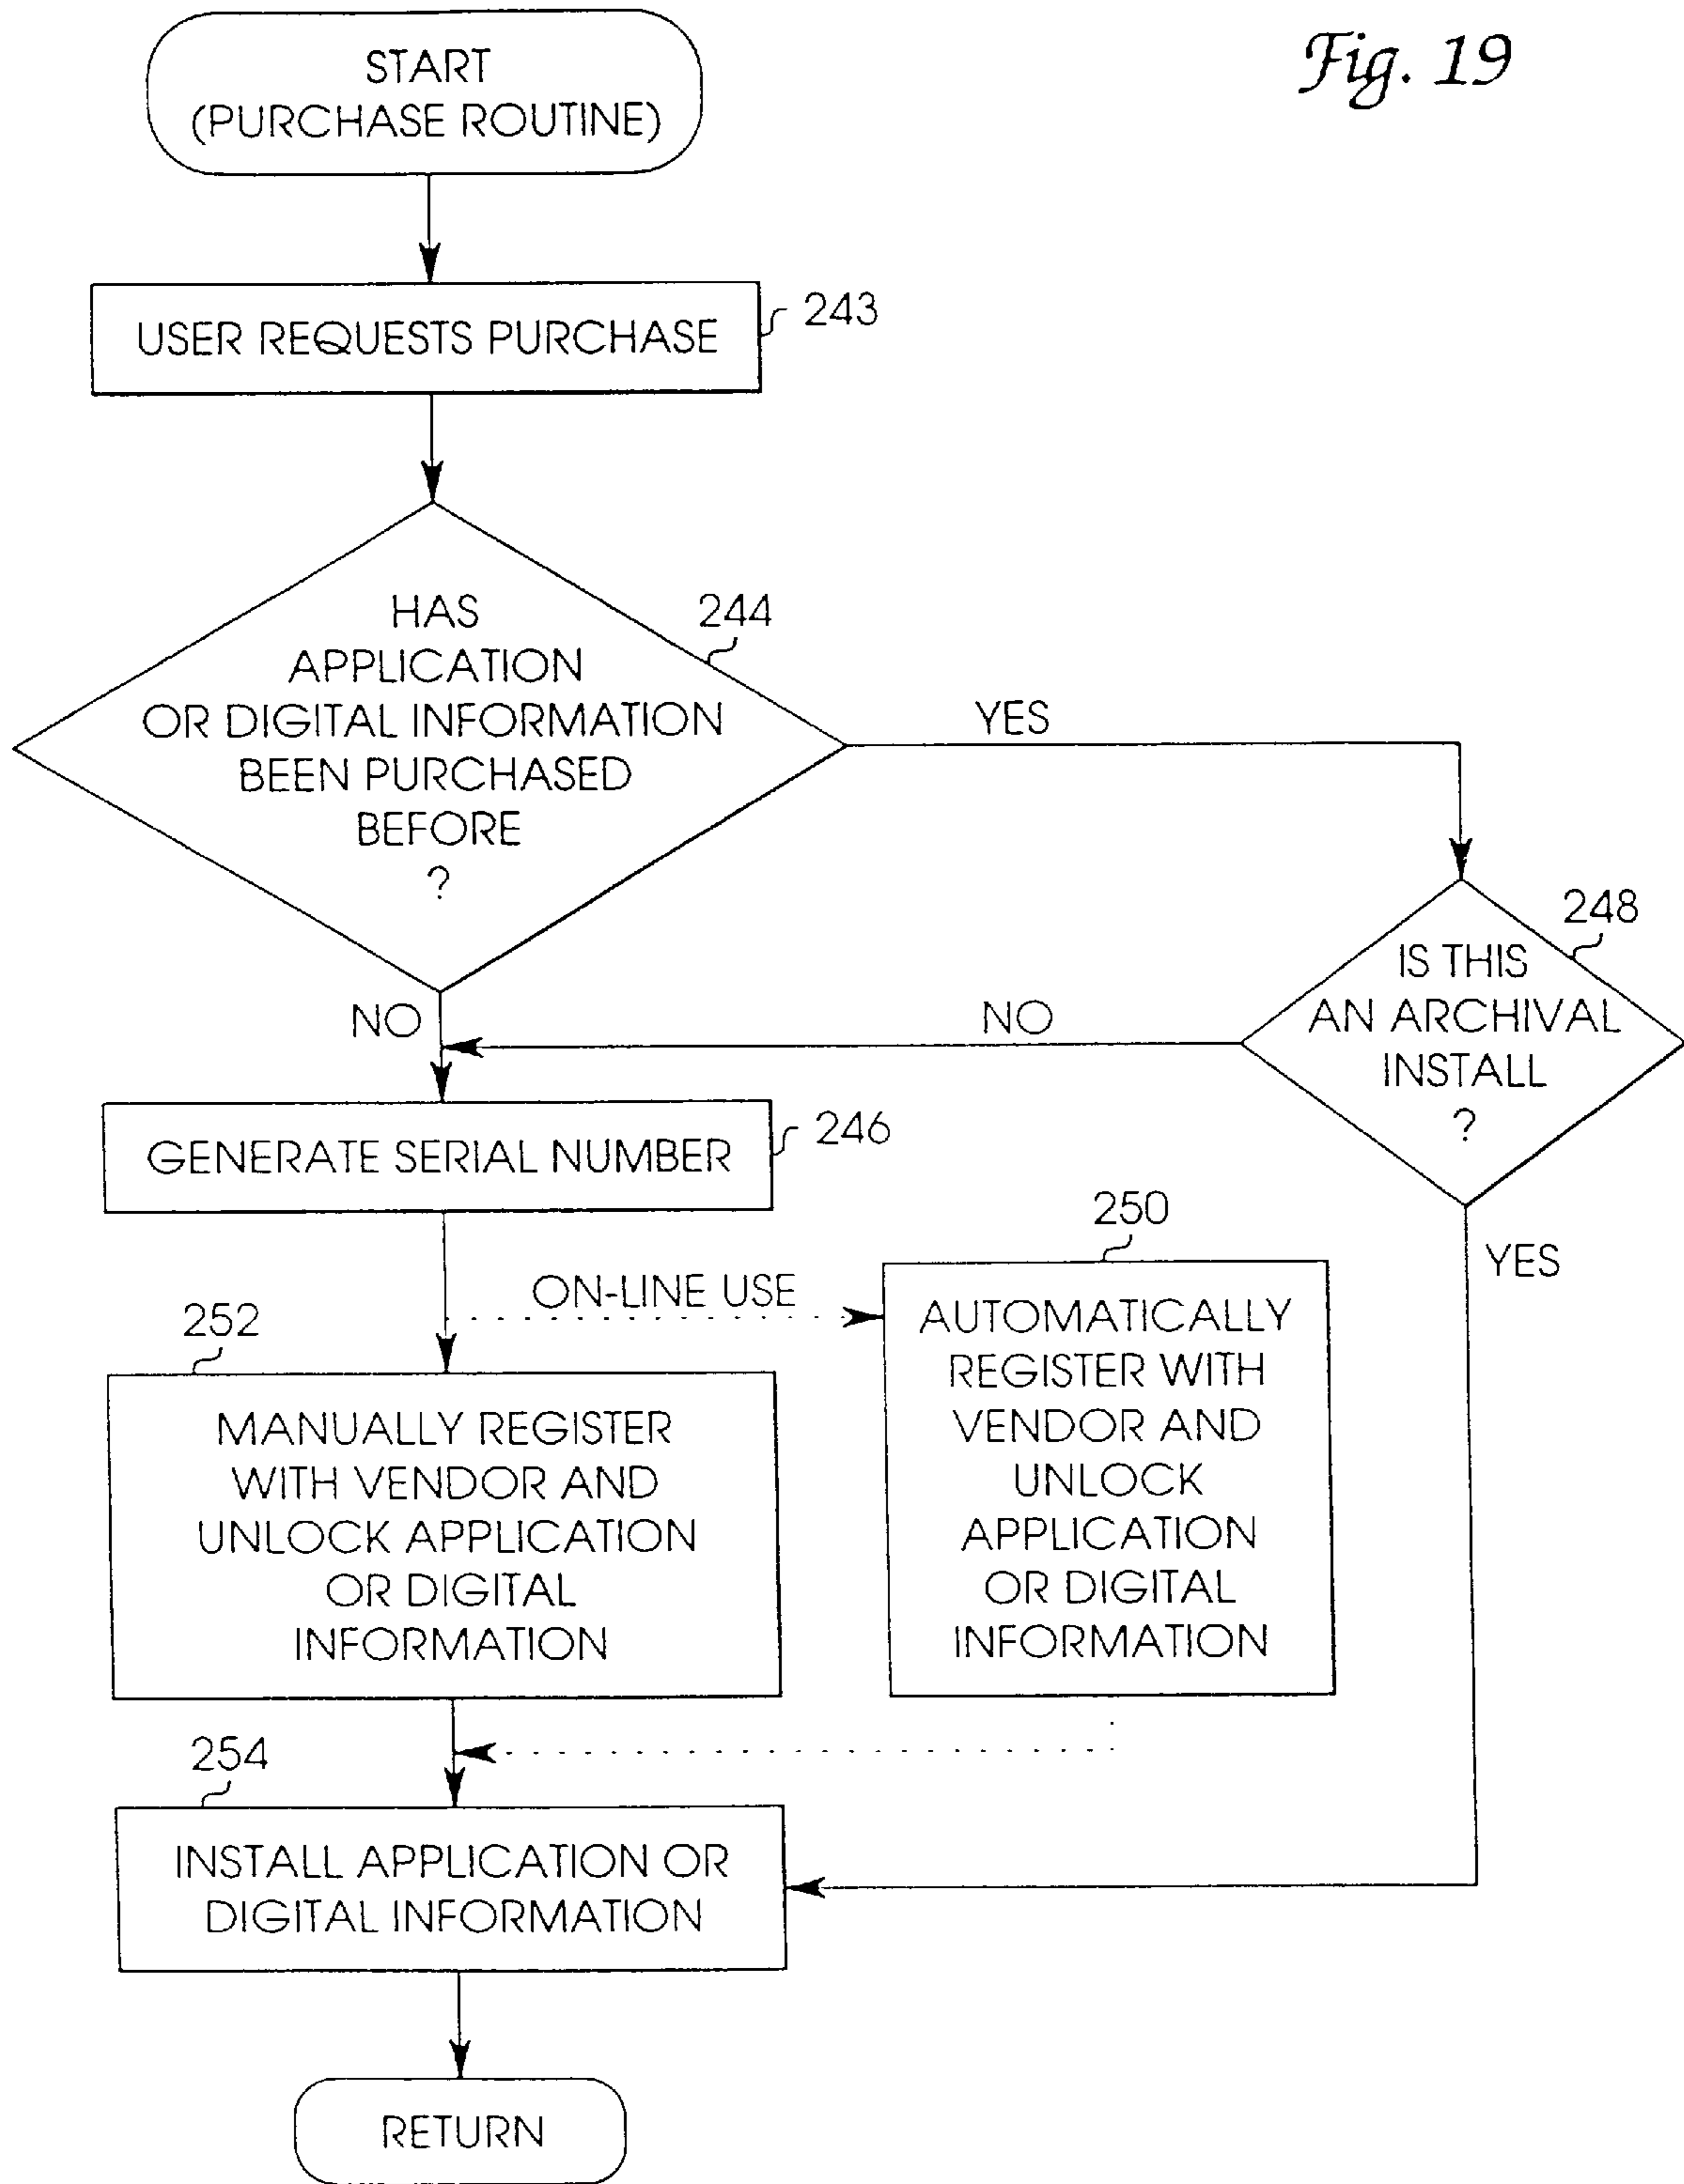 Fig. 19
START
(PURCHASE ROUTINE)
USER REQUESTS PURCHASE
243
HAS
APPLICATION
OR DIGITAL INFORMATION
BEEN PURCHASED
BEFORE
?
244
YES
NO
IS THIS
AN ARCHIVAL
INSTALL
?
248
NO
YES
GENERATE SERIAL NUMBER
246
ON-LINE USE
250
AUTOMATICALLY
REGISTER WITH
VENDOR AND
UNLOCK
APPLICATION
OR DIGITAL
INFORMATION
252
MANUALLY REGISTER
WITH VENDOR AND
UNLOCK APPLICATION
OR DIGITAL
INFORMATION
254
INSTALL APPLICATION OR
DIGITAL INFORMATION
RETURN